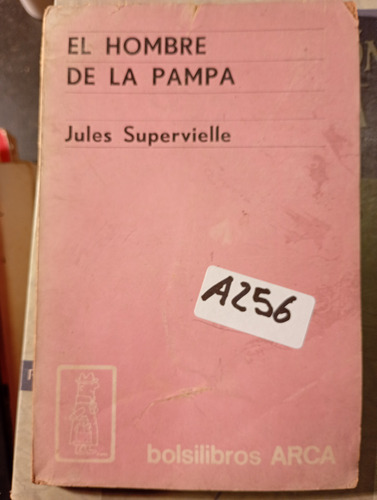 EL HOMBRE
DE LA PAMPA
Jules Supervielle
A256
bolsilibros ARCA